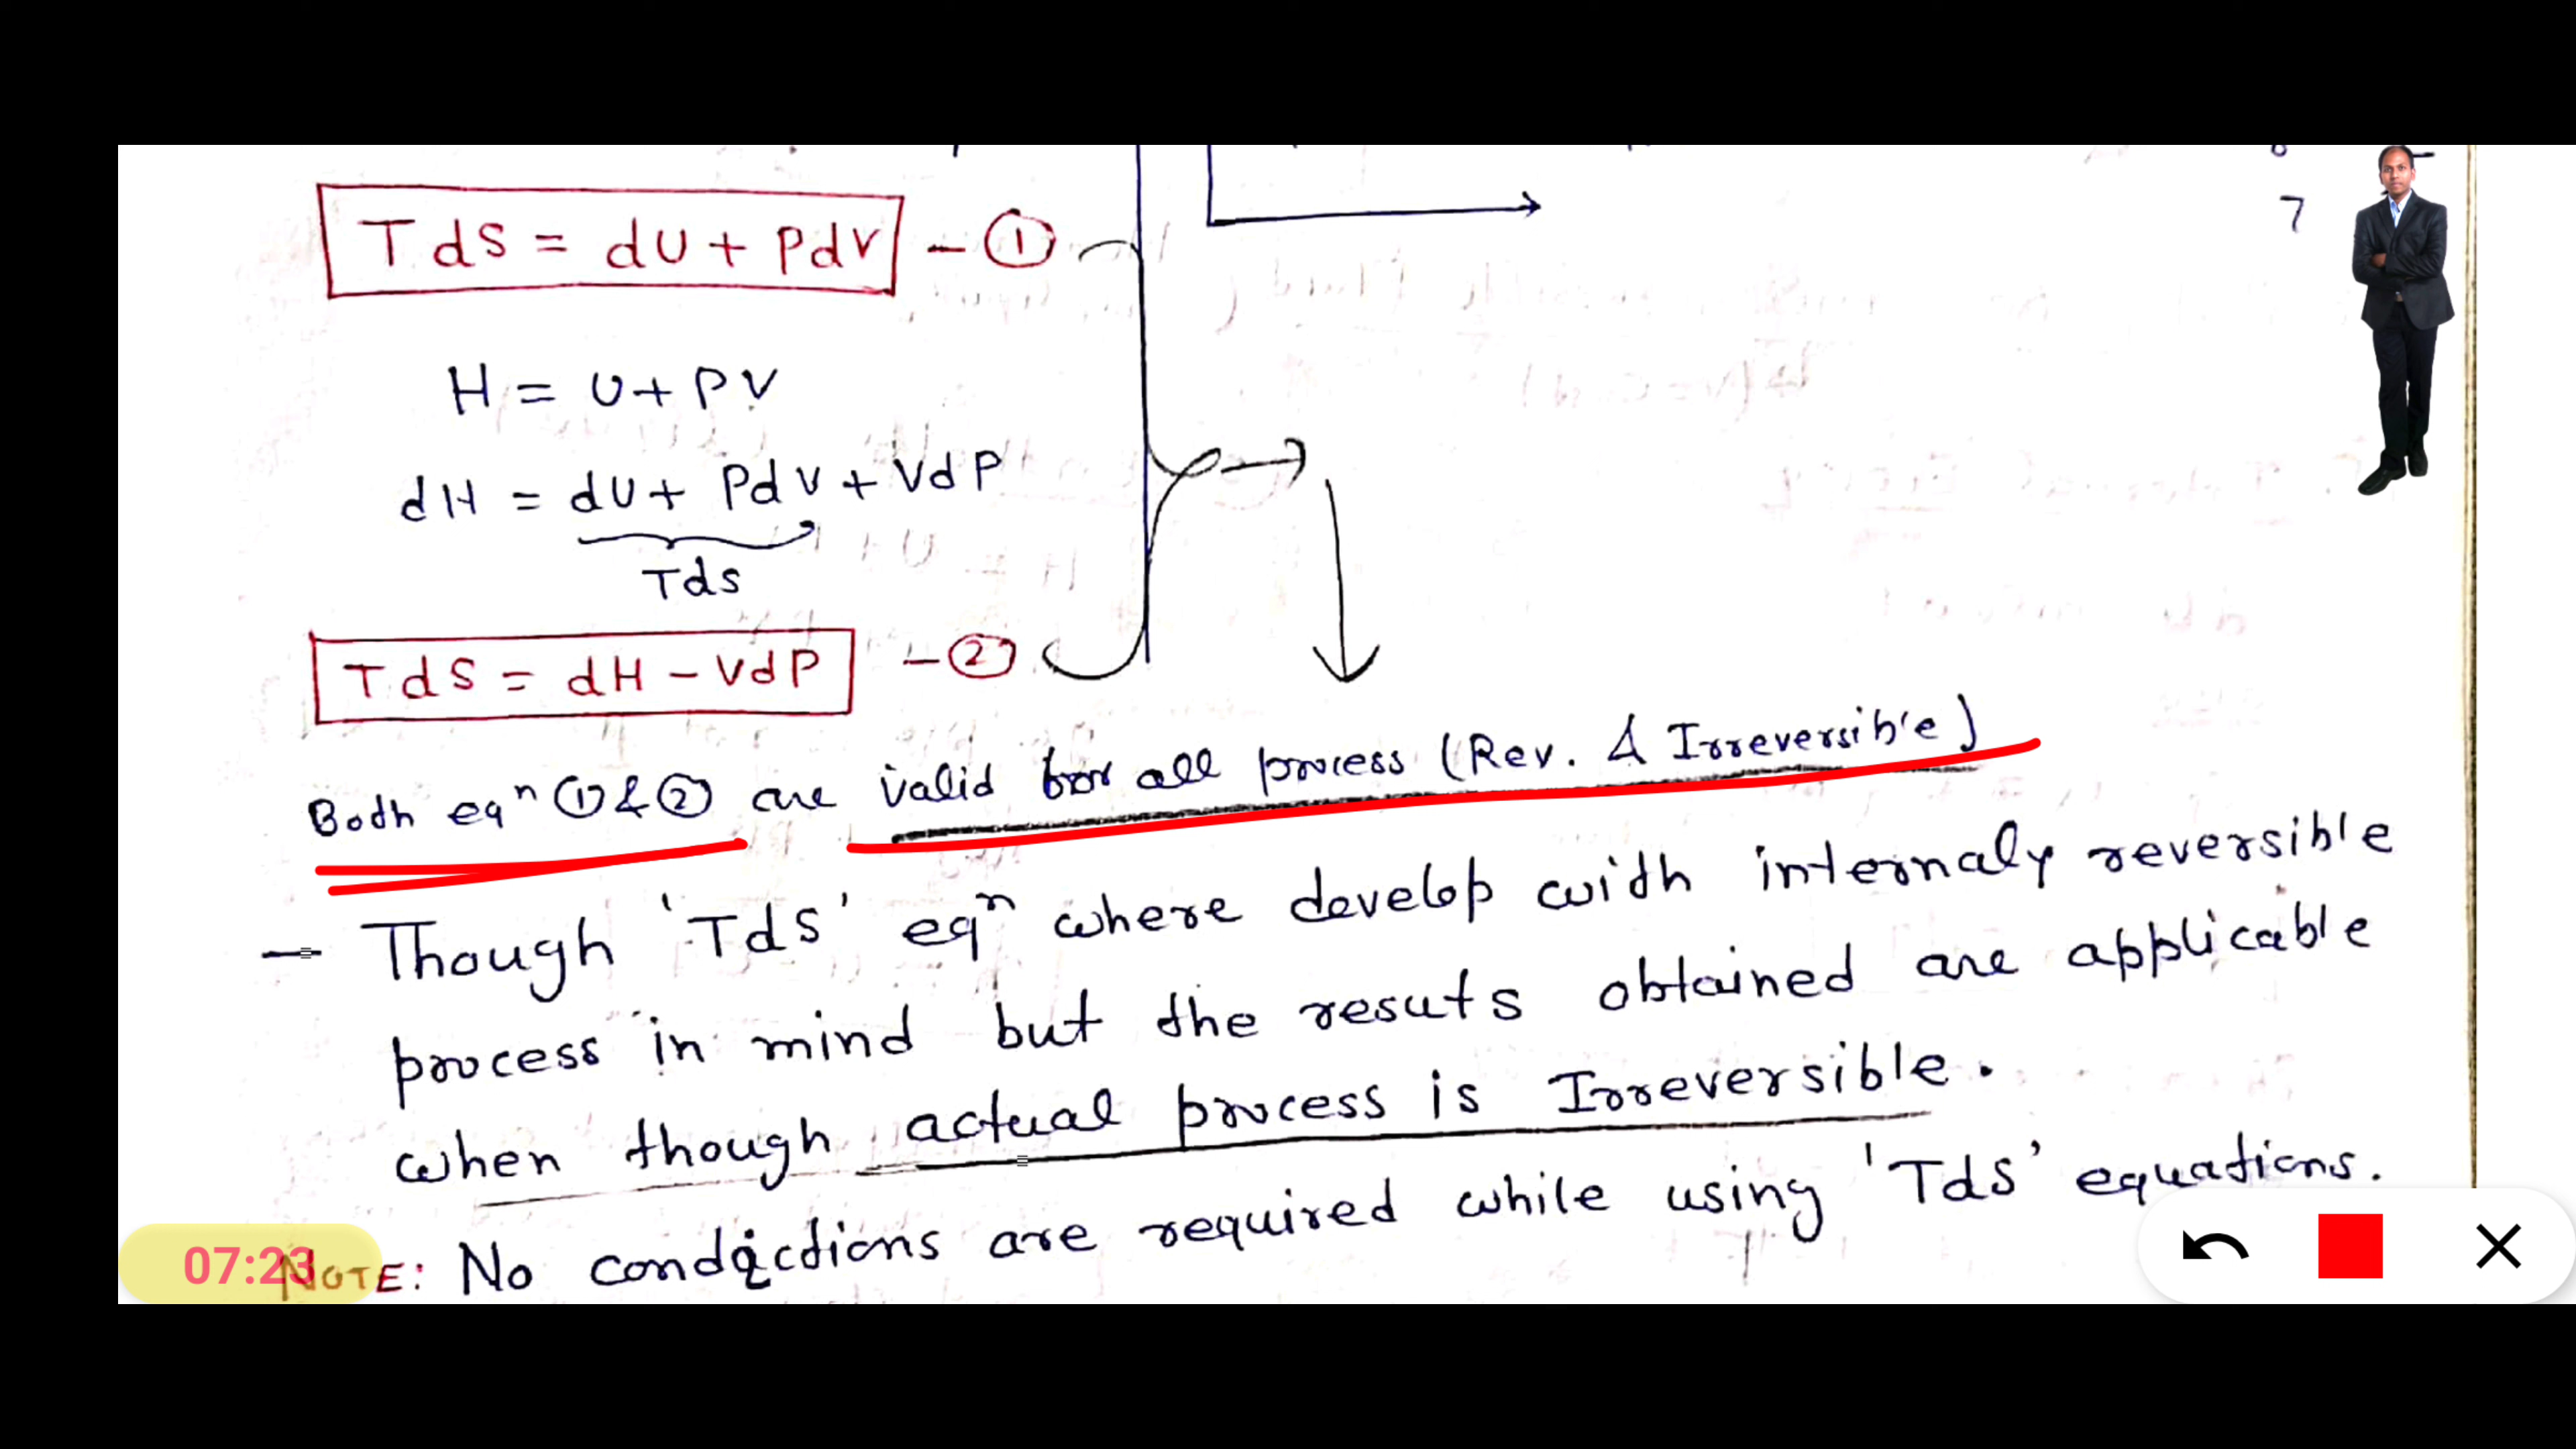 7
TdS = dU + PdV - ①
H = U + PV
dH = dU + PdV + VdP
Tds
TdS = dH - VdP - ②
Both eqⁿ ① & ② are valid for all process (Rev. & Irreversible)
- Though 'Tds' eqⁿ where develop with internaly reversible
process in mind but the resuts obtained are applicable
when though actual process is Irreversible.
07:23
NOTE: No condictions are required while using 'Tds' equations.